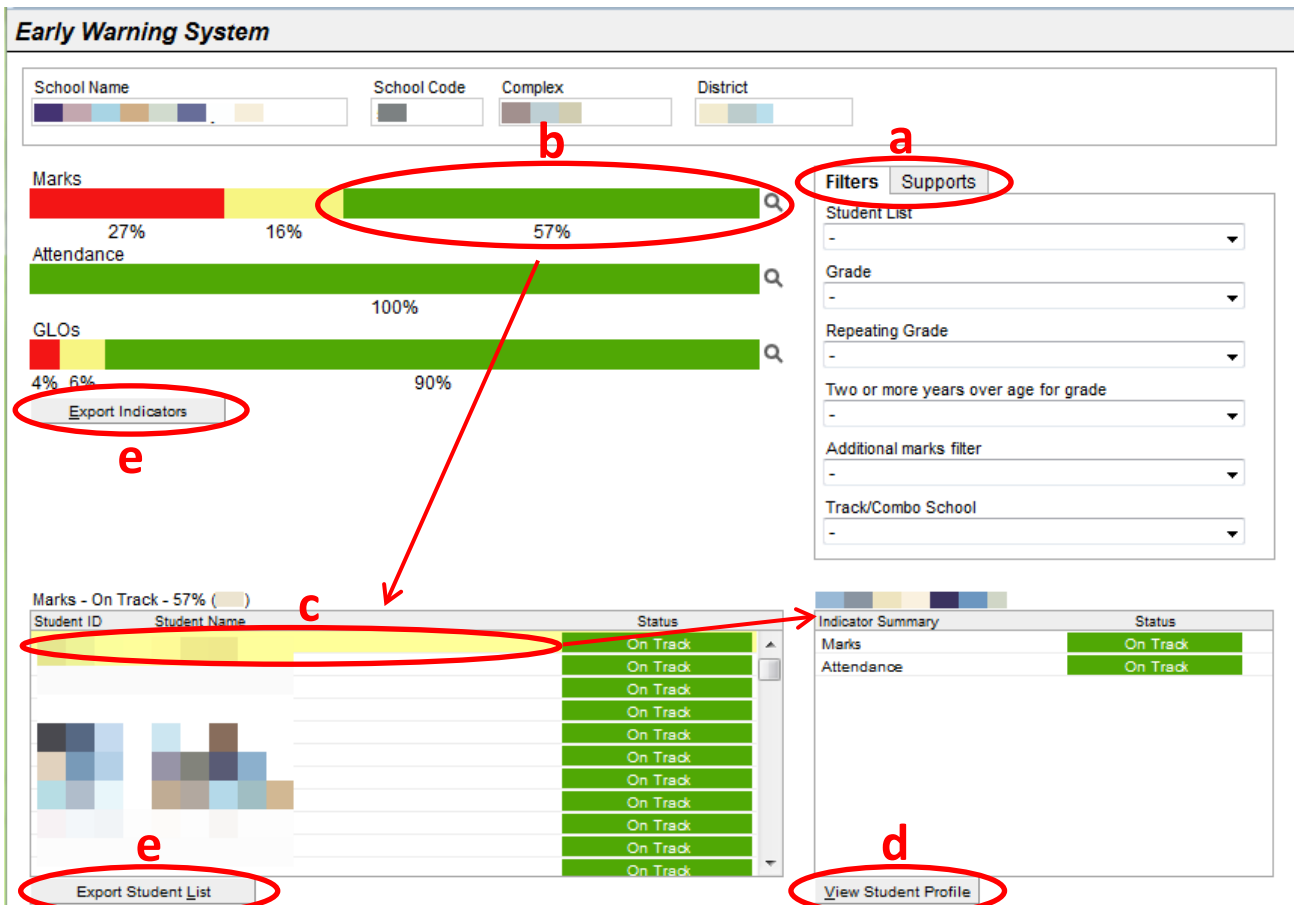 Early Warning System
School Name School Code Complex District
b
a
Marks
27% 16% 57%
Attendance
100%
GLOs
4% 6% 90%
Export Indicators
e
Filters Supports
Student List
-
Grade
-
Repeating Grade
-
Two or more years over age for grade
-
Additional marks filter
-
Track/Combo School
-
Marks - On Track - 57% ( )
c
Student ID Student Name Status
On Track
On Track
On Track
On Track
On Track
On Track
On Track
On Track
On Track
On Track
On Track
e
Export Student List
Indicator Summary Status
Marks On Track
Attendance On Track
d
View Student Profile